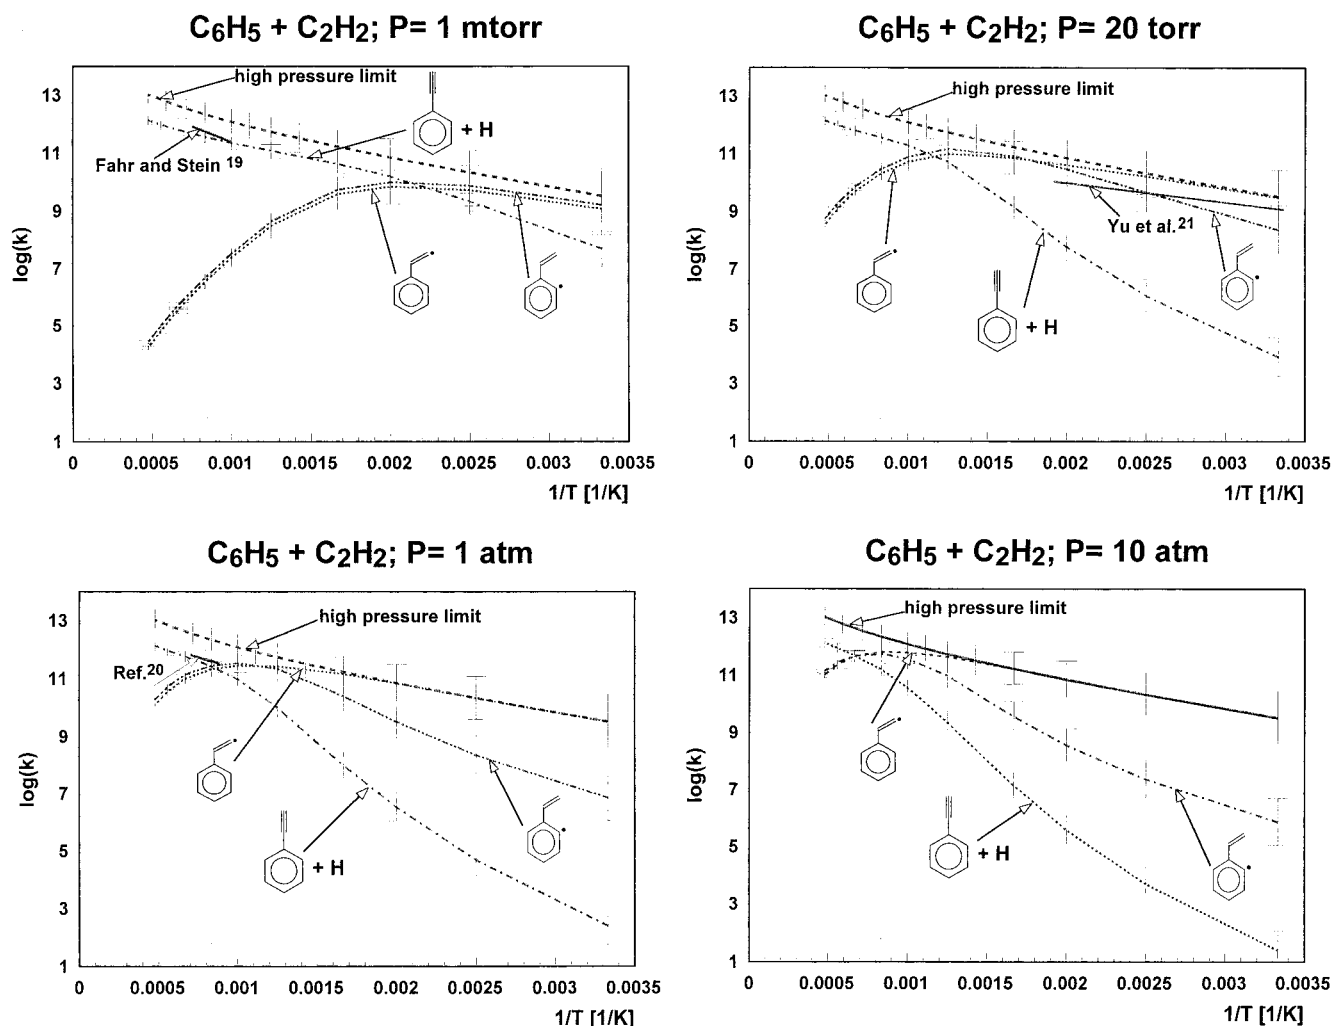 C6H5 + C2H2; P= 1 mtorr
13
11
9
7
5
3
1
log(k)
high pressure limit
Fahr and Stein 19
+ H
0
0.0005
0.001
0.0015
0.002
0.0025
0.003
0.0035
1/T [1/K]
C6H5 + C2H2; P= 20 torr
13
11
9
7
5
3
1
log(k)
high pressure limit
Yu et al.21
+ H
0
0.0005
0.001
0.0015
0.002
0.0025
0.003
0.0035
1/T [1/K]
C6H5 + C2H2; P= 1 atm
13
11
9
7
5
3
1
log(k)
high pressure limit
Ref.20
+ H
0
0.0005
0.001
0.0015
0.002
0.0025
0.003
0.0035
1/T [1/K]
C6H5 + C2H2; P= 10 atm
13
11
9
7
5
3
1
log(k)
high pressure limit
+ H
0
0.0005
0.001
0.0015
0.002
0.0025
0.003
0.0035
1/T [1/K]